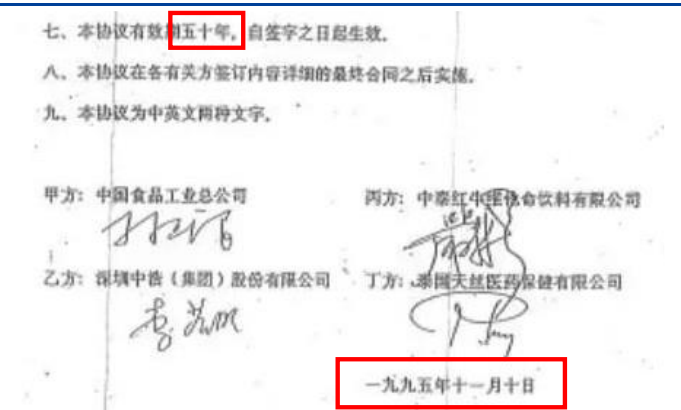 七、本协议有效期五十年，自签字之日起生效。
八、本协议在各有关方签订内容详细的最终合同之后实施。
九、本协议为中英文两种文字。
甲方：中国食品工业总公司
丙方：中泰红牛维他命饮料有限公司
乙方：深圳中浩（集团）股份有限公司
丁方：泰国天丝医药保健有限公司
一九九五年十一月十日